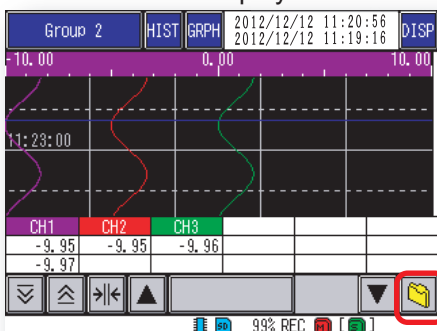 Group 2 HIST GRPH 2012/12/12 11:20:56 DISP
2012/12/12 11:19:16
-10.00 0.00 10.00
11:23:00
CH1 CH2 CH3
-9.95 -9.95 -9.96
-9.97
SD 99% REC M [S]